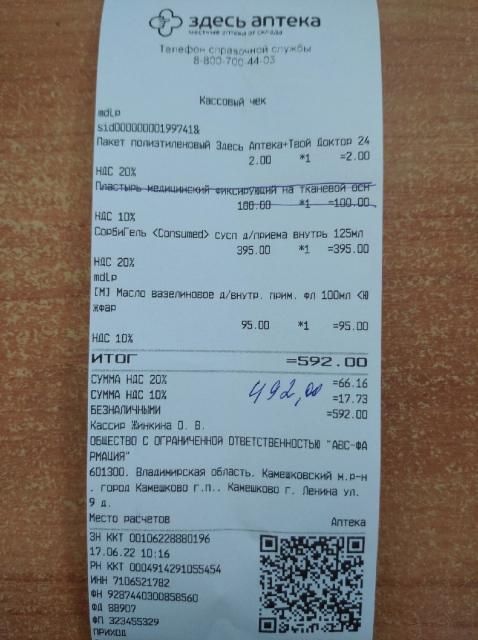 здесь аптека
местная аптека от склада
Телефон справочной службы
8-800-700-44-03
Кассовый чек
mdLp
sid00000000199741&
Пакет полиэтиленовый Здесь Аптека+Твой Доктор 24
2.00 *1 =2.00
НДС 20%
Пластырь медицинский фиксирующий на тканевой осн
100.00 *1 =100.00
НДС 10%
СорбиГель <Consumed> сусп д/приема внутрь 125мл
395.00 *1 =395.00
НДС 20%
mdLp
[М] Масло вазелиновое д/внутр. прим. фл 100мл <Ю
жфар
95.00 *1 =95.00
НДС 10%
ИТОГ =592.00
СУММА НДС 20% =66.16
СУММА НДС 10% 492,00 =17.73
БЕЗНАЛИЧНЫМИ =592.00
Кассир Жинкина О. В.
ОБЩЕСТВО С ОГРАНИЧЕННОЙ ОТВЕТСТВЕННОСТЬЮ "АВС-ФА
РМАЦИЯ"
601300, Владимирская область, Камешковский м.р-н
, город Камешково г.п., Камешково г. Ленина ул.
9 д.
Место расчетов Аптека
ЗН ККТ 00106228880196
17.06.22 10:16
РН ККТ 0004914291055454
ИНН 7106521782
ФН 9287440300858560
ФД 88907
ФП 323455329
ПРИХОД